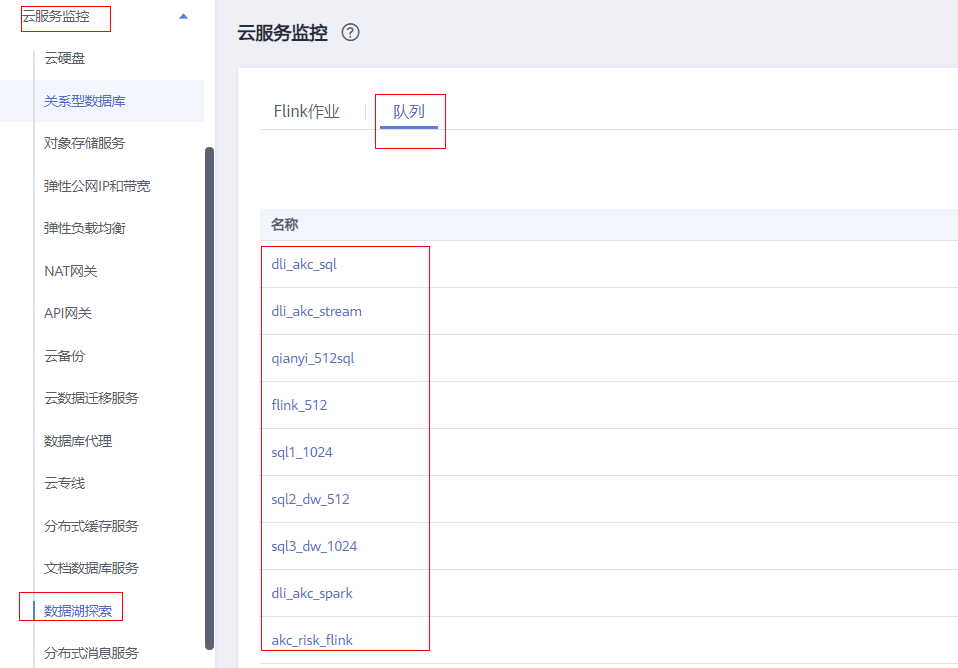 云服务监控
云硬盘
关系型数据库
对象存储服务
弹性公网IP和带宽
弹性负载均衡
NAT网关
API网关
云备份
云数据迁移服务
数据库代理
云专线
分布式缓存服务
文档数据库服务
数据湖探索
分布式消息服务
云服务监控 ?
Flink作业 队列
名称
dli_akc_sql
dli_akc_stream
qianyi_512sql
flink_512
sql1_1024
sql2_dw_512
sql3_dw_1024
dli_akc_spark
akc_risk_flink